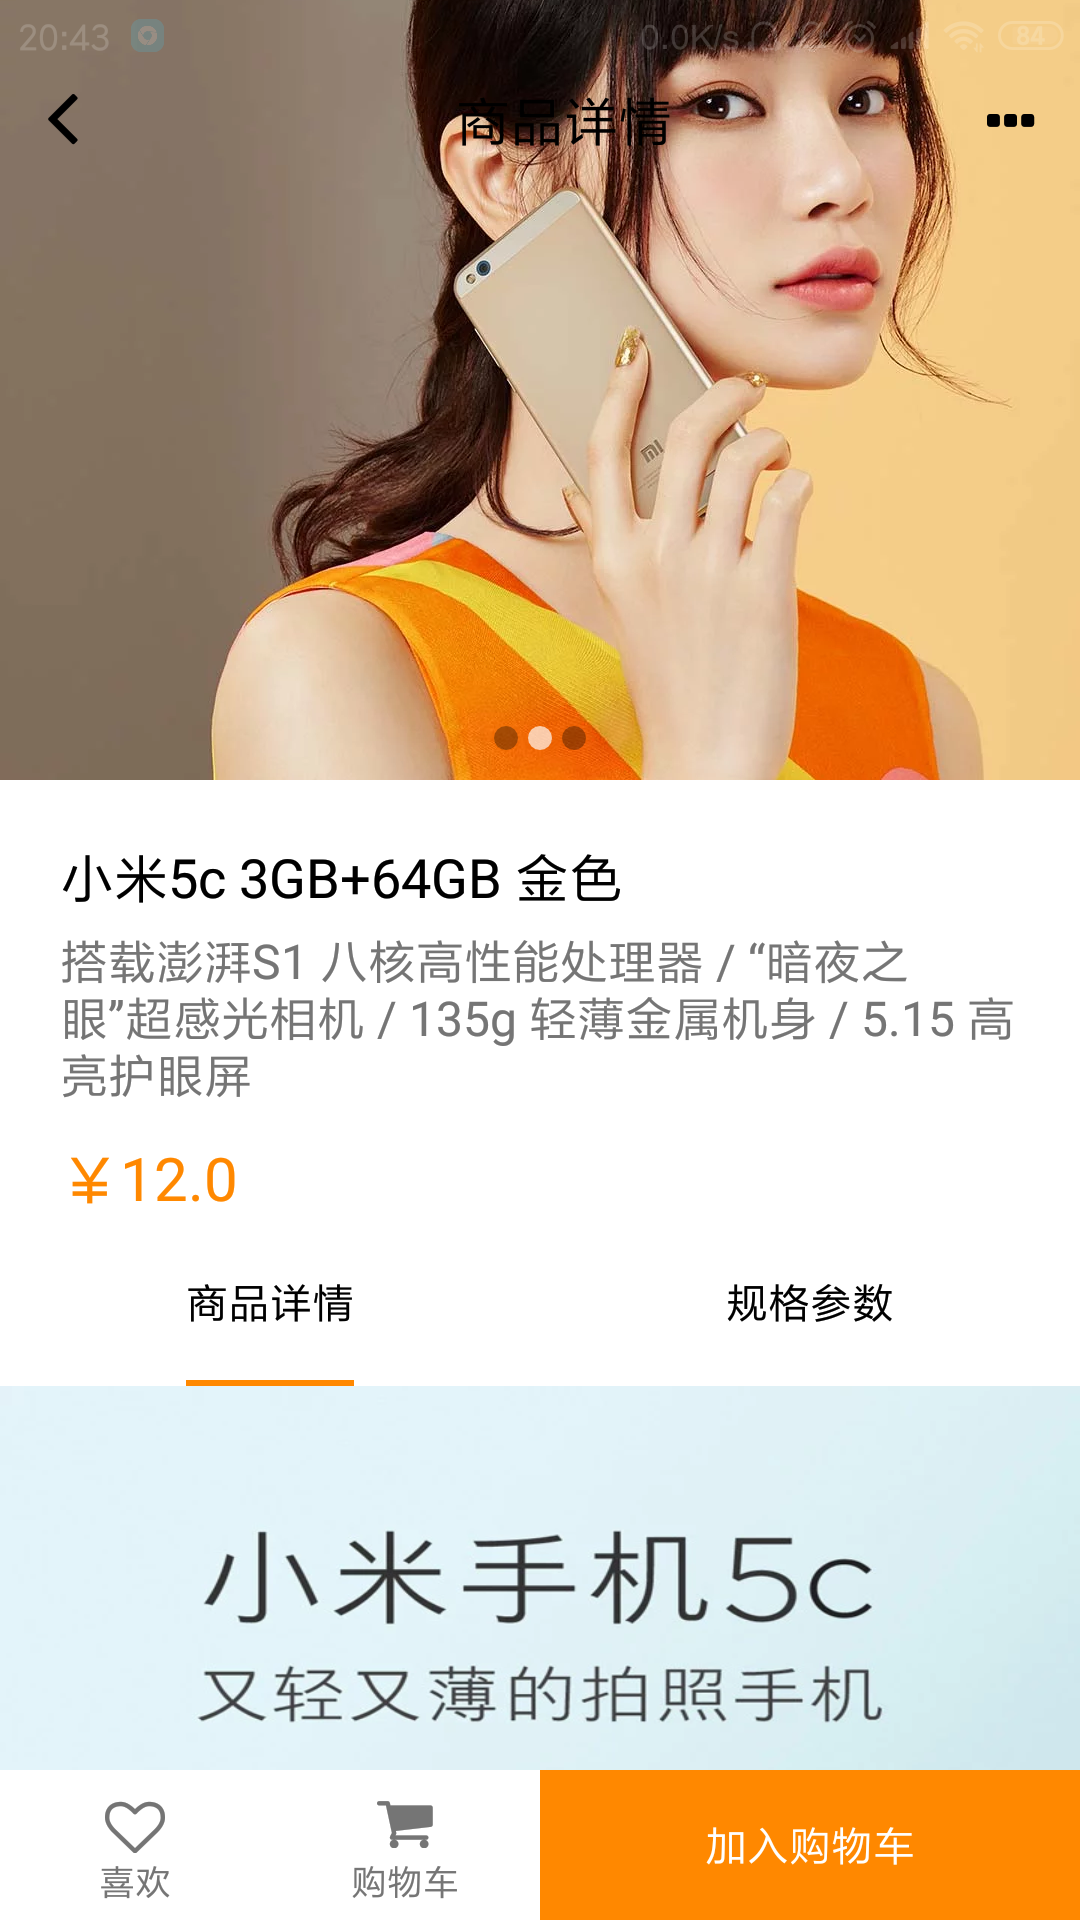 20:43
0.0K/s
84
商品详情
小米5c 3GB+64GB 金色
搭载澎湃S1 八核高性能处理器 / “暗夜之
眼”超感光相机 / 135g 轻薄金属机身 / 5.15 高
亮护眼屏
￥12.0
商品详情
规格参数
小米手机5c
又轻又薄的拍照手机
喜欢
购物车
加入购物车